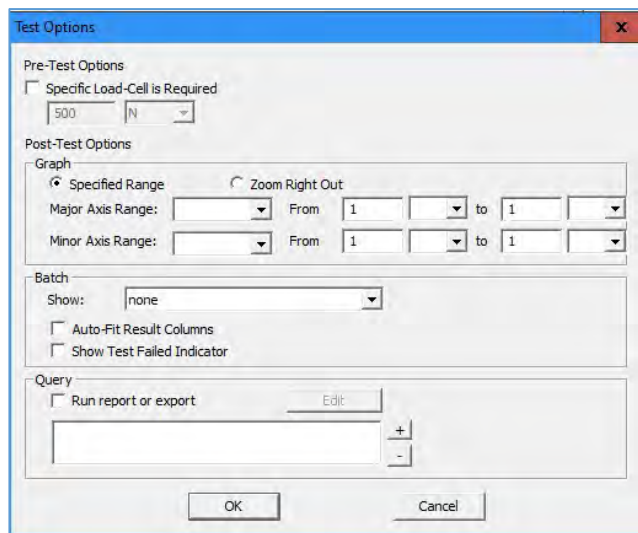 Test Options x
Pre-Test Options
Specific Load-Cell is Required
500 N
Post-Test Options
Graph
Specified Range Zoom Right Out
Major Axis Range: From 1 to 1
Minor Axis Range: From 1 to 1
Batch
Show: none
Auto-Fit Result Columns
Show Test Failed Indicator
Query
Run report or export Edit
+
-
OK Cancel